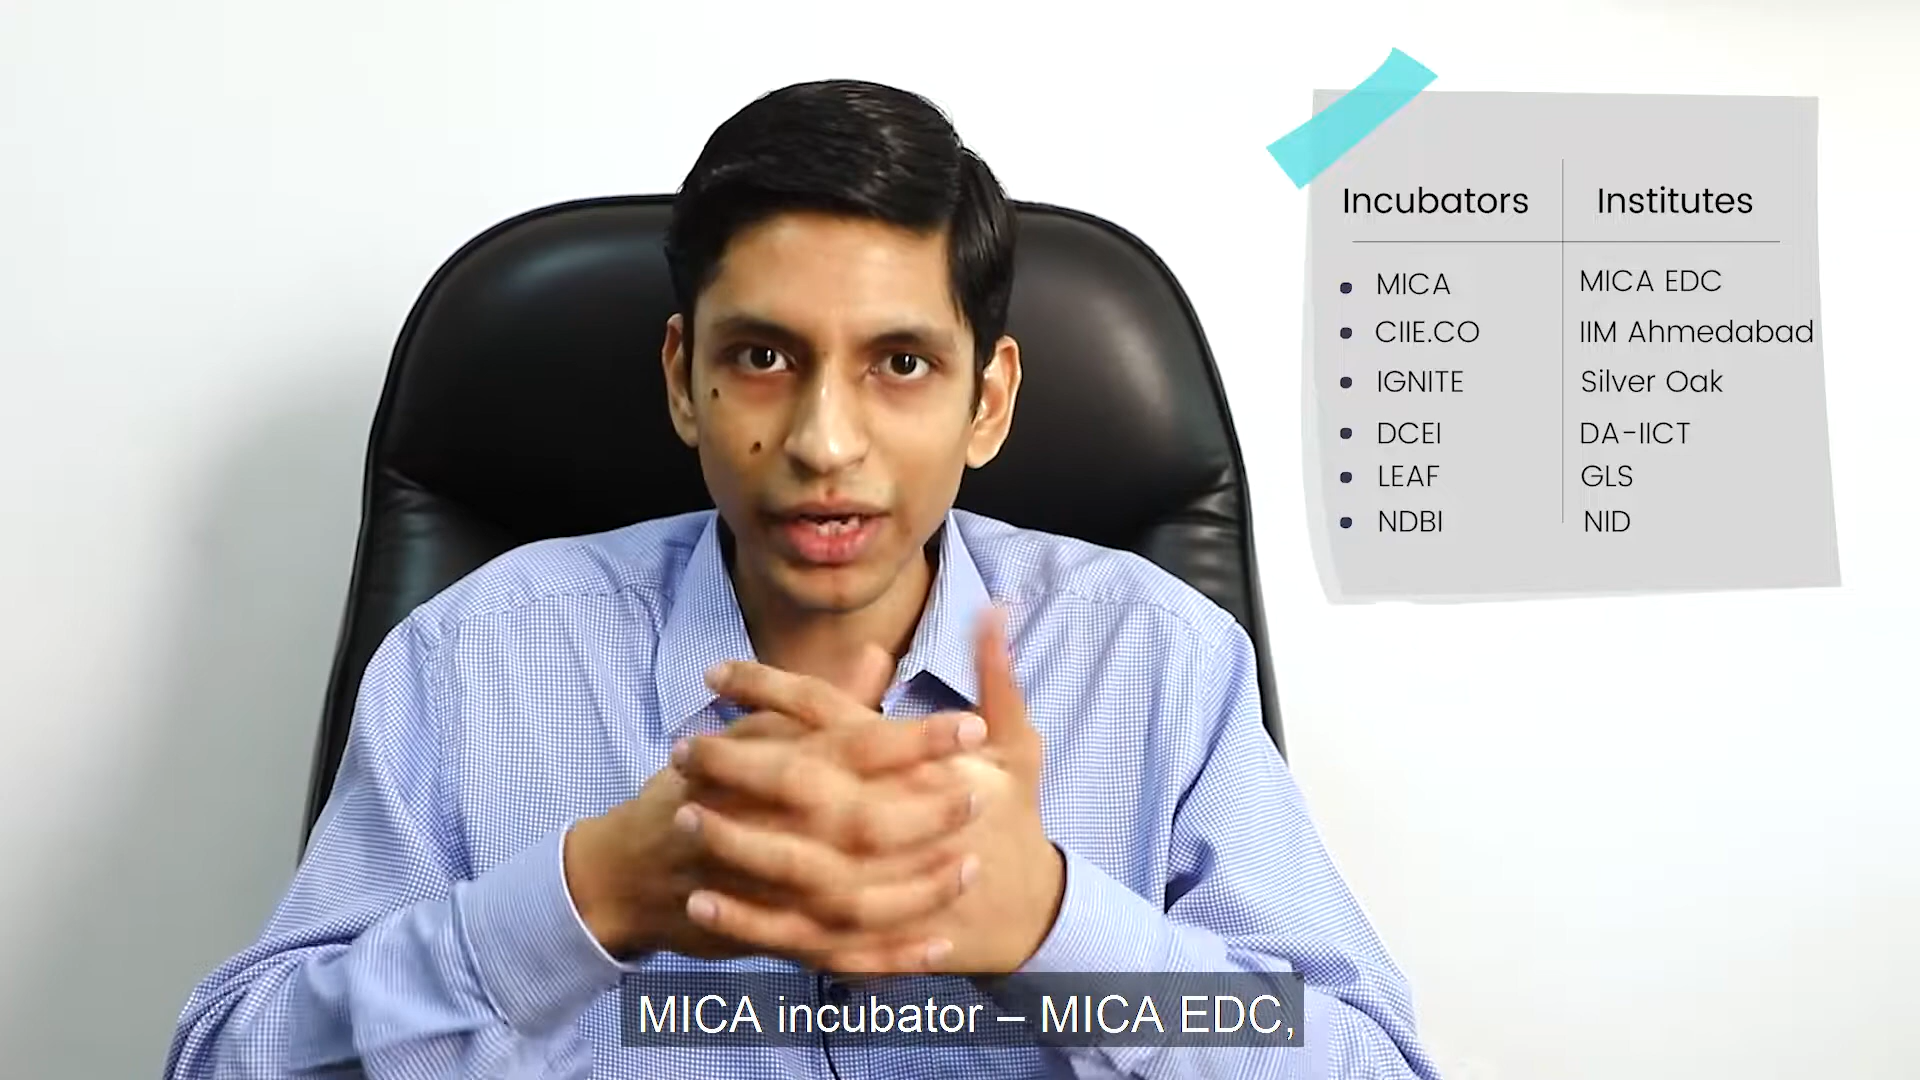 Incubators Institutes
MICA MICA EDC
CIIE.CO IIM Ahmedabad
IGNITE Silver Oak
DCEI DA-IICT
LEAF GLS
NDBI NID
MICA incubator – MICA EDC,